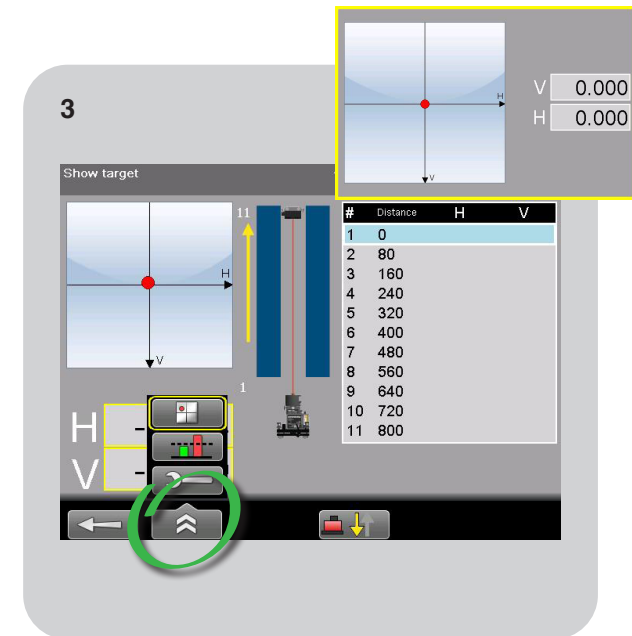 3
H
V
V 0.000
H 0.000
Show target
H
V
11
1
# Distance H V
1 0
2 80
3 160
4 240
5 320
6 400
7 480
8 560
9 640
10 720
11 800
H -
V -